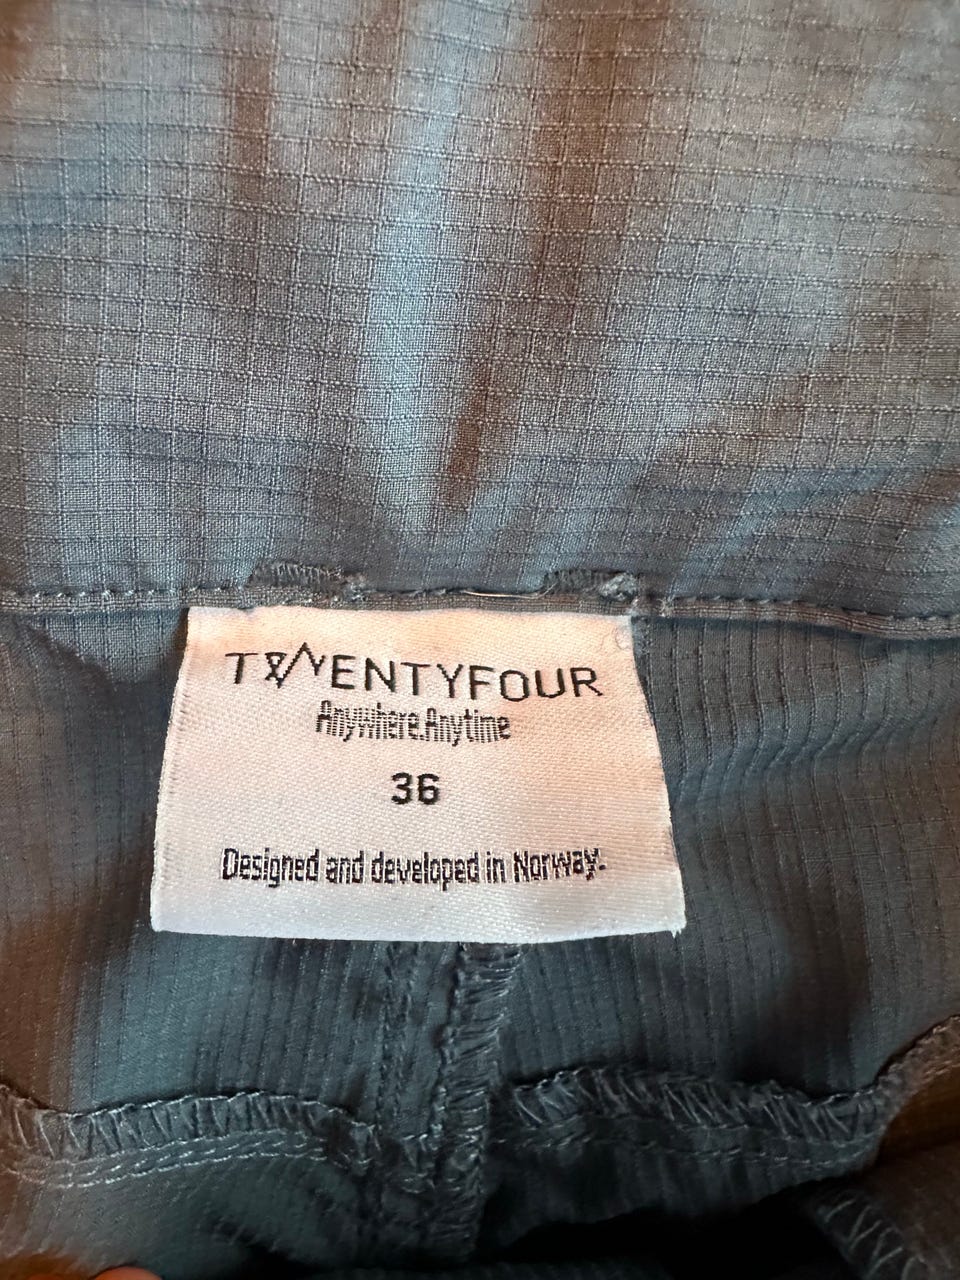 TWENTYFOUR
Anywhere.Anytime
36
Designed and developed in Norway.